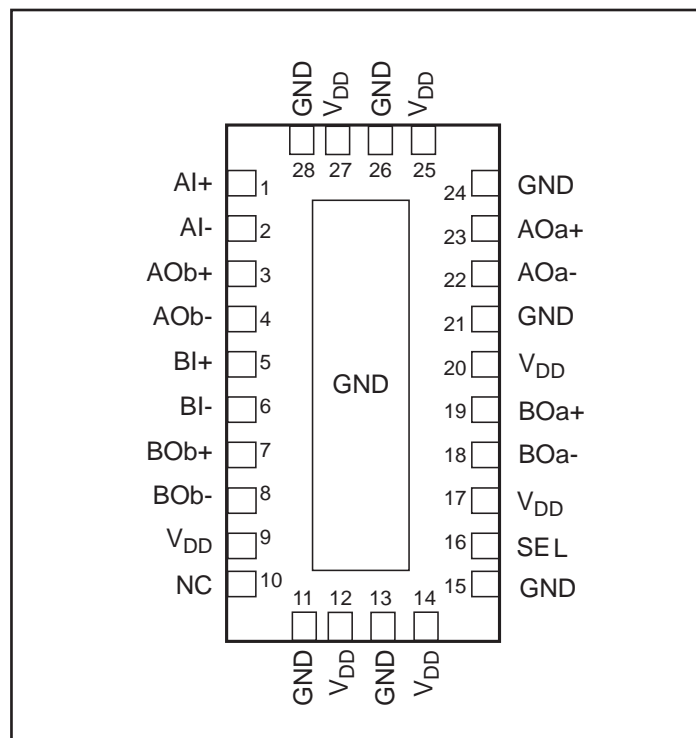 GND VDD GND VDD
28 27 26 25
AI+ 1 24 GND
AI- 2 23 AOa+
AOb+ 3 22 AOa-
AOb- 4 21 GND
BI+ 5 20 VDD
GND
BI- 6 19 BOa+
BOb+ 7 18 BOa-
BOb- 8 17 VDD
VDD 9 16 SEL
NC 10 15 GND
11 12 13 14
GND VDD GND VDD